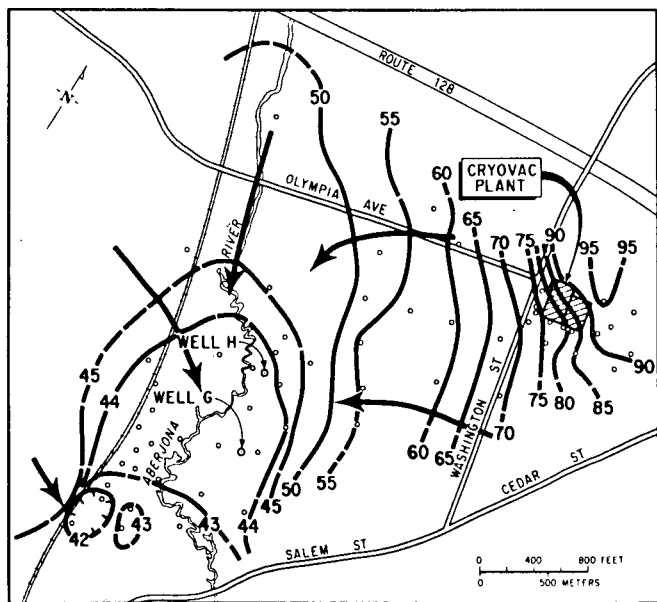 50
ROUTE 128
55
CRYOVAC
PLANT
-N-
OLYMPIA AVE
60
65
70
75
90
95
95
RIVER
WELL H
45
44
WELL G
ABERJONA
WASHINGTON ST
90
75
80
85
70
60
65
55
50
45
44
43
43
42
CEDAR ST
SALEM ST
0 400 800 FEET
0 500 METERS